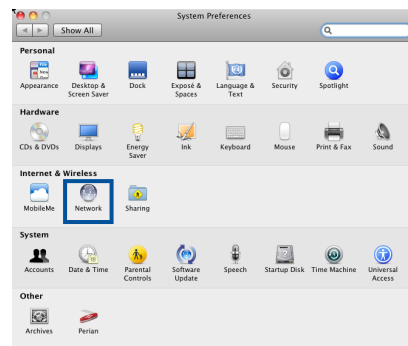 System Preferences
Show All
Personal
Appearance Desktop & Screen Saver Dock Exposé & Spaces Language & Text Security Spotlight
Hardware
CDs & DVDs Displays Energy Saver Ink Keyboard Mouse Print & Fax Sound
Internet & Wireless
MobileMe Network Sharing
System
Accounts Date & Time Parental Controls Software Update Speech Startup Disk Time Machine Universal Access
Other
Archives Perian